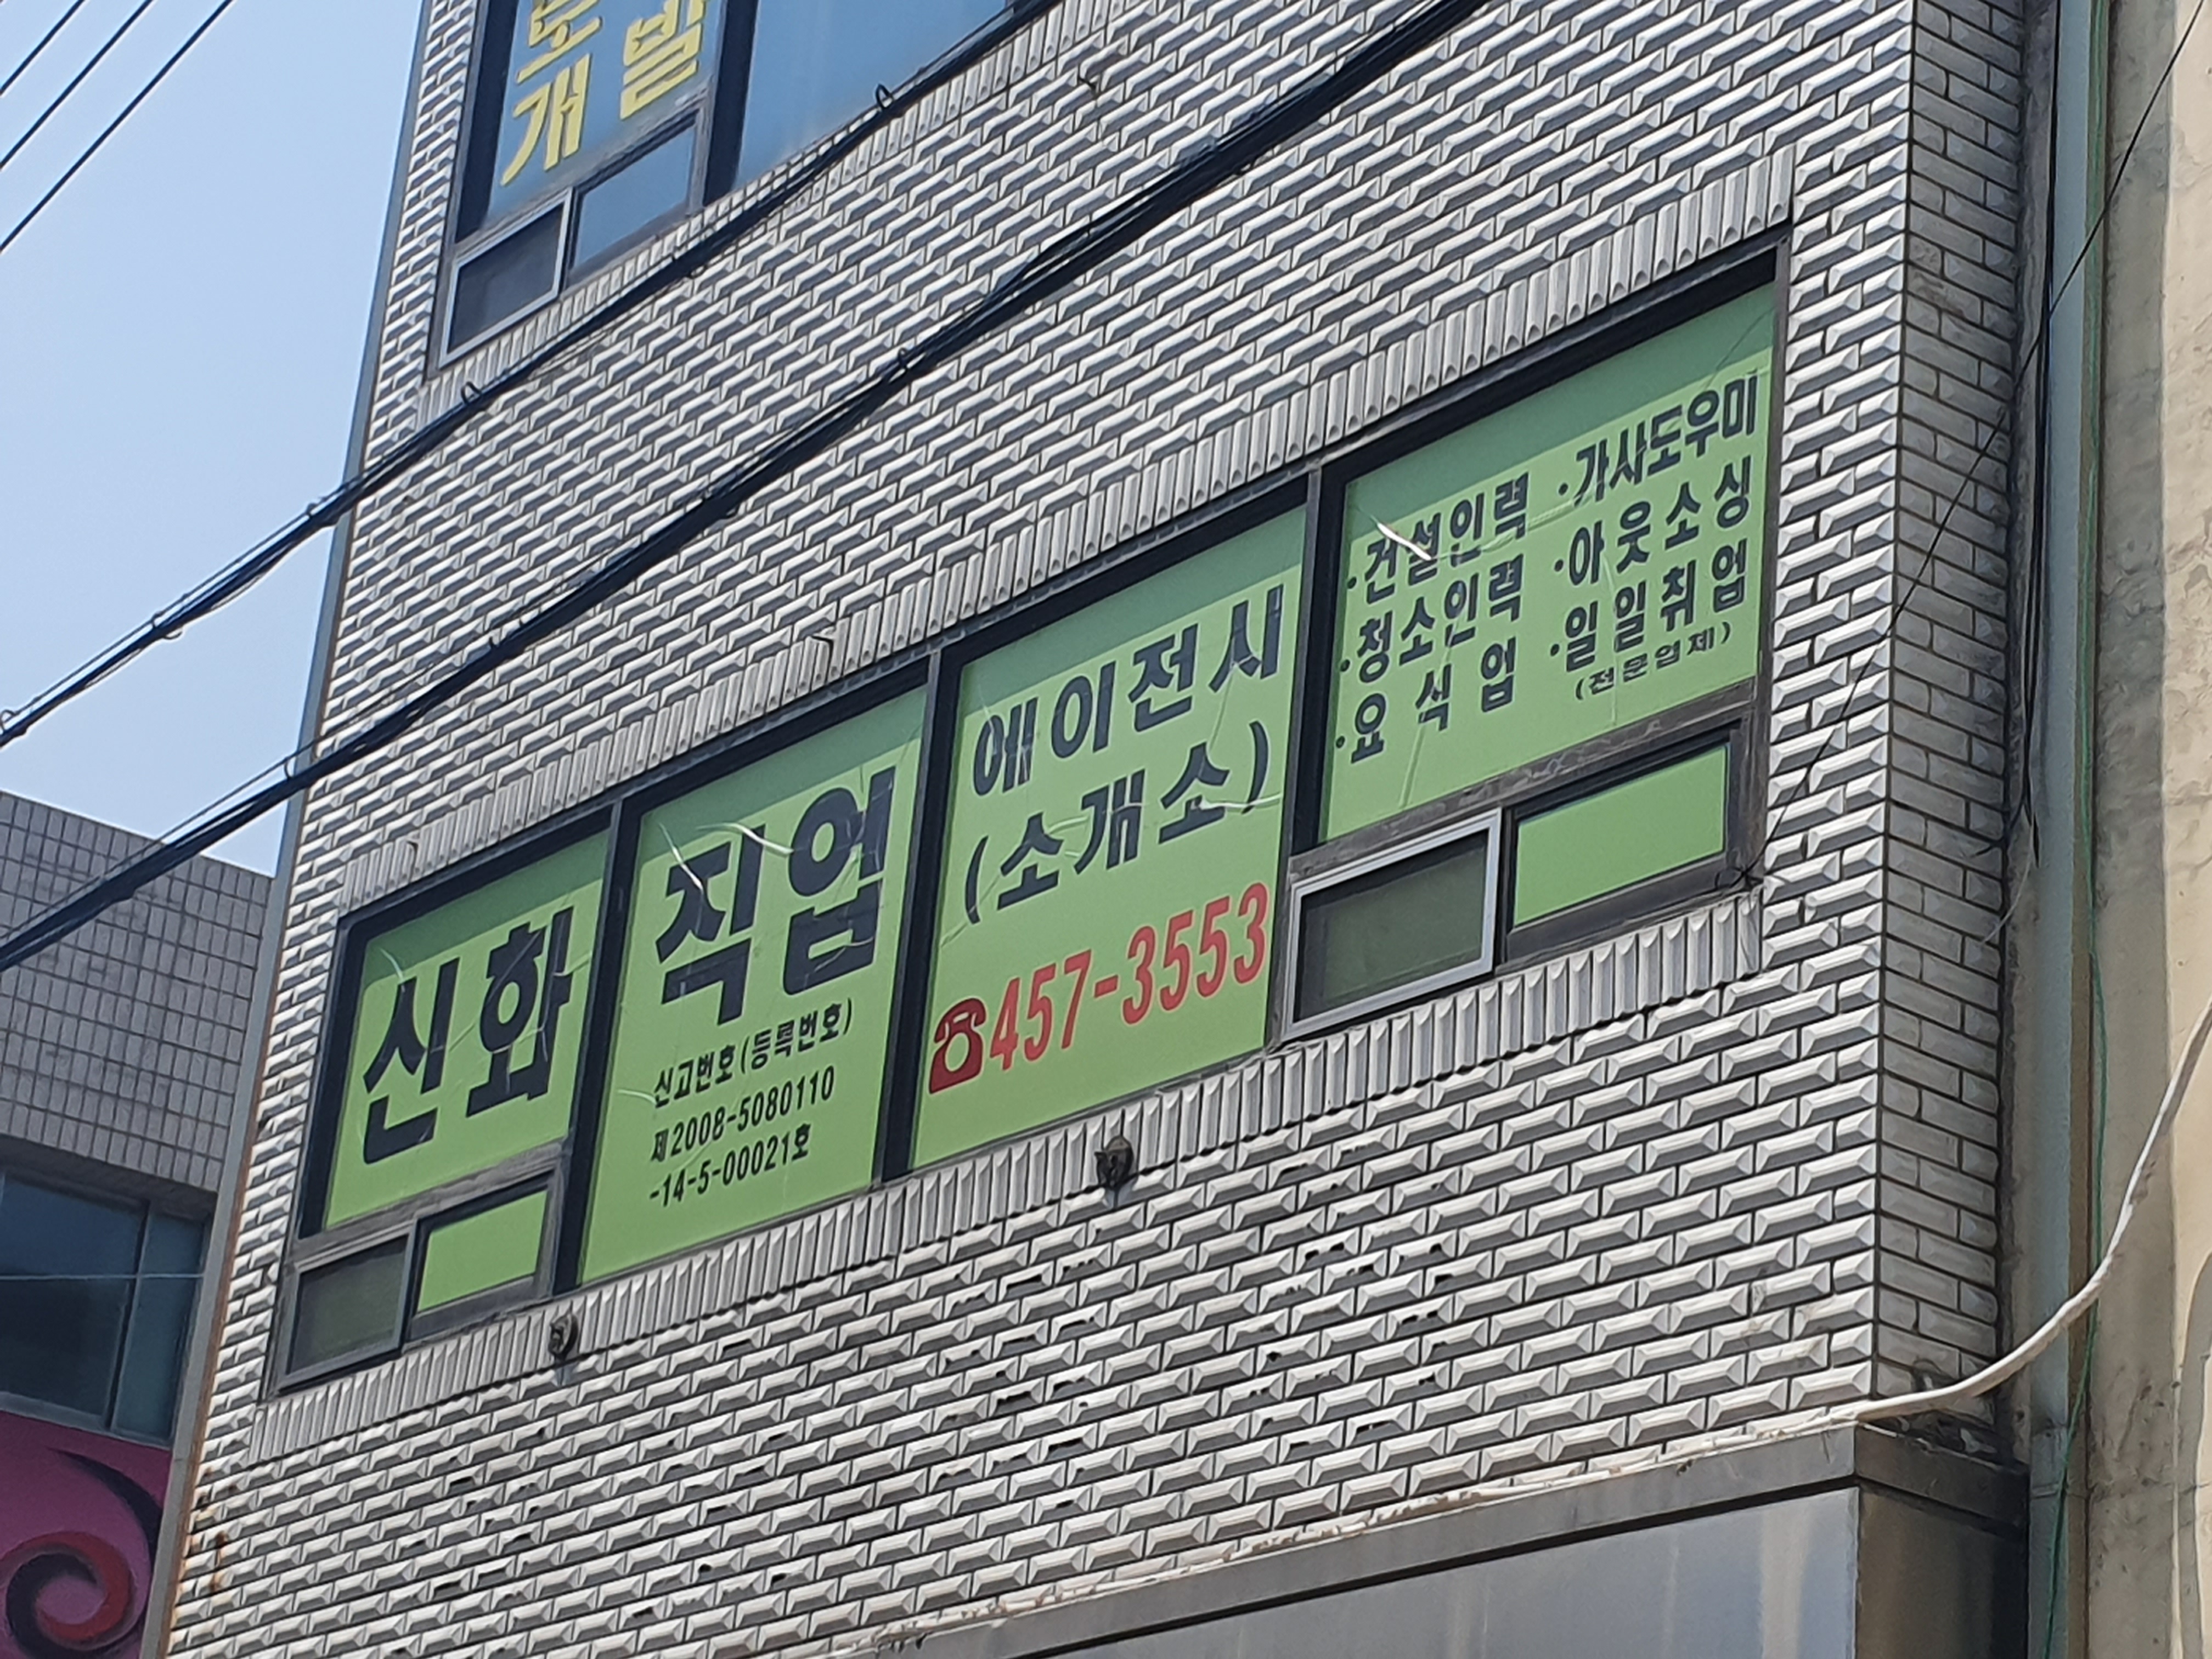 개발
신화
직업
신고번호(등록번호)
제2008-5080110
-14-5-00021호
에이전시
(소개소)
☎457-3553
·건설인력
·청소인력
·요식업
·가사도우미
·아웃소싱
·일일취업
(전문업체)